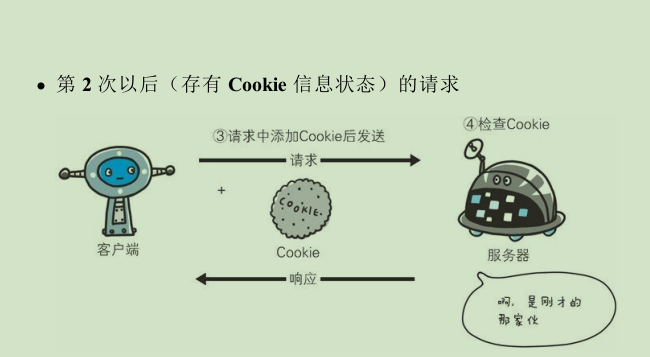 • 第 2 次以后（存有 Cookie 信息状态）的请求
③请求中添加Cookie后发送
④检查Cookie
请求
+
COOKIE.
客户端
Cookie
服务器
响应
啊，是刚才的
那家伙